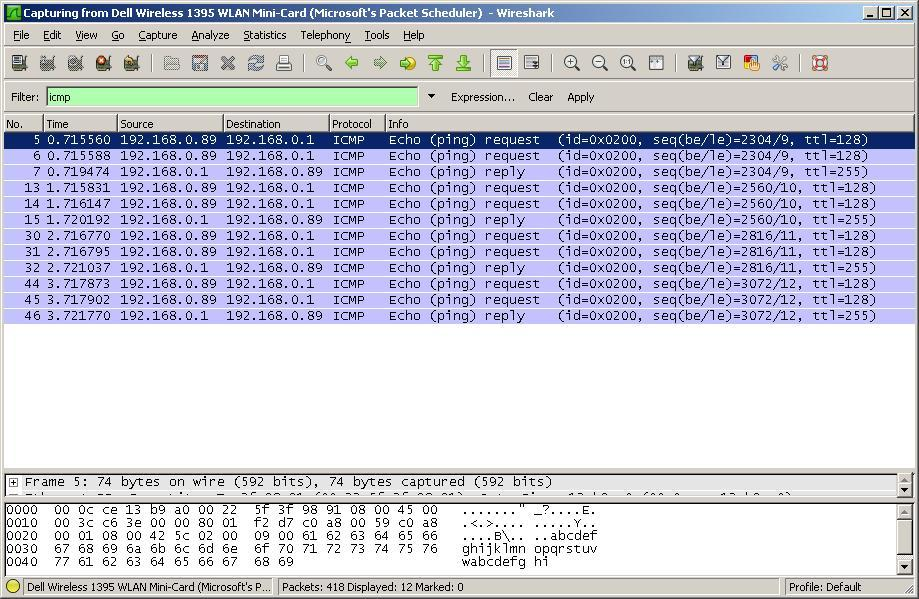 Capturing from Dell Wireless 1395 WLAN Mini-Card (Microsoft's Packet Scheduler) - Wireshark
File Edit View Go Capture Analyze Statistics Telephony Tools Help
Filter: icmp Expression... Clear Apply
No. Time Source Destination Protocol Info
5 0.715560 192.168.0.89 192.168.0.1 ICMP Echo (ping) request (id=0x0200, seq(be/le)=2304/9, ttl=128)
6 0.715588 192.168.0.89 192.168.0.1 ICMP Echo (ping) request (id=0x0200, seq(be/le)=2304/9, ttl=128)
7 0.719474 192.168.0.1 192.168.0.89 ICMP Echo (ping) reply (id=0x0200, seq(be/le)=2304/9, ttl=255)
13 1.715831 192.168.0.89 192.168.0.1 ICMP Echo (ping) request (id=0x0200, seq(be/le)=2560/10, ttl=128)
14 1.716147 192.168.0.89 192.168.0.1 ICMP Echo (ping) request (id=0x0200, seq(be/le)=2560/10, ttl=128)
15 1.720192 192.168.0.1 192.168.0.89 ICMP Echo (ping) reply (id=0x0200, seq(be/le)=2560/10, ttl=255)
30 2.716770 192.168.0.89 192.168.0.1 ICMP Echo (ping) request (id=0x0200, seq(be/le)=2816/11, ttl=128)
31 2.716795 192.168.0.89 192.168.0.1 ICMP Echo (ping) request (id=0x0200, seq(be/le)=2816/11, ttl=128)
32 2.721037 192.168.0.1 192.168.0.89 ICMP Echo (ping) reply (id=0x0200, seq(be/le)=2816/11, ttl=255)
44 3.717873 192.168.0.89 192.168.0.1 ICMP Echo (ping) request (id=0x0200, seq(be/le)=3072/12, ttl=128)
45 3.717902 192.168.0.89 192.168.0.1 ICMP Echo (ping) request (id=0x0200, seq(be/le)=3072/12, ttl=128)
46 3.721770 192.168.0.1 192.168.0.89 ICMP Echo (ping) reply (id=0x0200, seq(be/le)=3072/12, ttl=255)
Frame 5: 74 bytes on wire (592 bits), 74 bytes captured (592 bits)
0000 00 0c ce 13 b9 a0 00 22 5f 3f 98 91 08 00 45 00 ......." _?....E.
0010 00 3c c6 3e 00 00 80 01 f2 d7 c0 a8 00 59 c0 a8 .<.>.... .....Y..
0020 00 01 08 00 42 5c 02 00 09 00 61 62 63 64 65 66 ....B\.. ..abcdef
0030 67 68 69 6a 6b 6c 6d 6e 6f 70 71 72 73 74 75 76 ghijklmn opqrstuv
0040 77 61 62 63 64 65 66 67 68 69 wabcdefg hi
Dell Wireless 1395 WLAN Mini-Card (Microsoft's P... Packets: 418 Displayed: 12 Marked: 0 Profile: Default